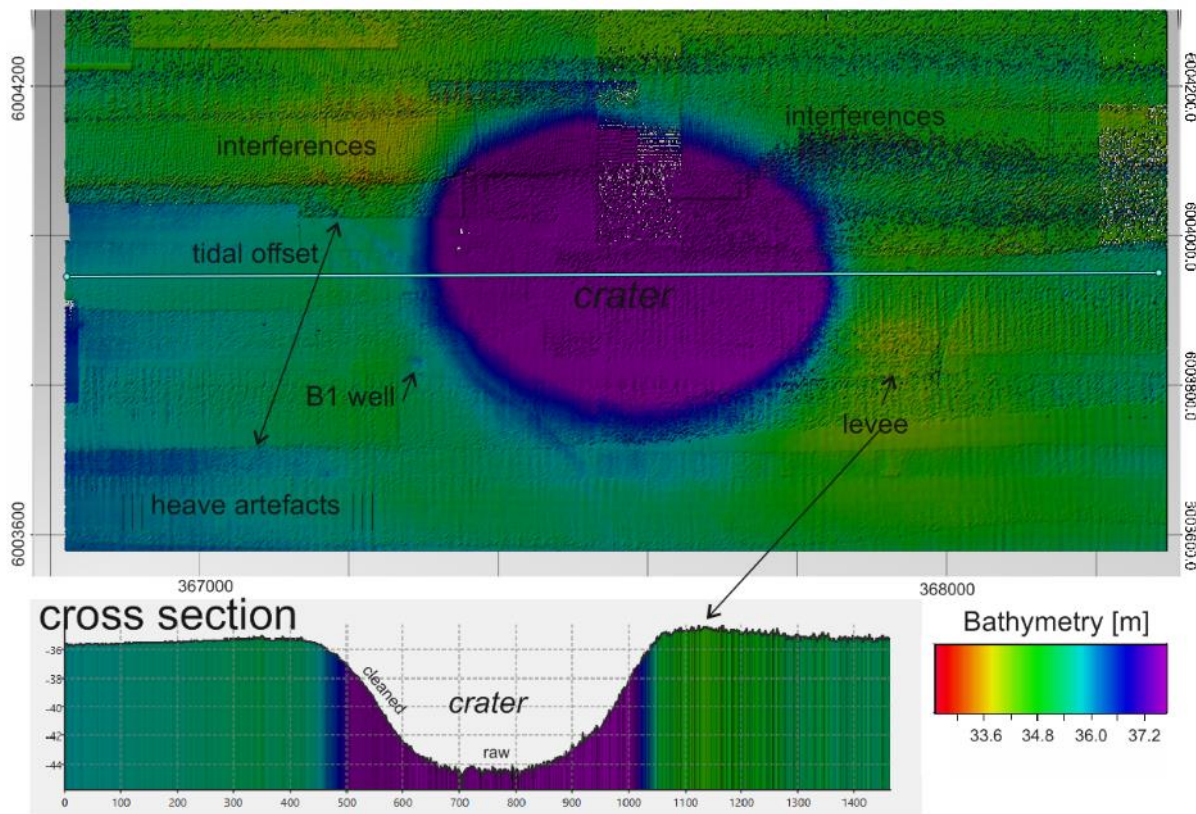 6004200
6004200.0
interferences
interferences
tidal offset
6004000.0
crater
B1 well
levee
heave artefacts
6003600
367000
368000
cross section
Bathymetry [m]
33.6 34.8 36.0 37.2
-36
-38
-40
-42
-44
cleaned
crater
raw
0 100 200 300 400 500 600 700 800 900 1000 1100 1200 1300 1400